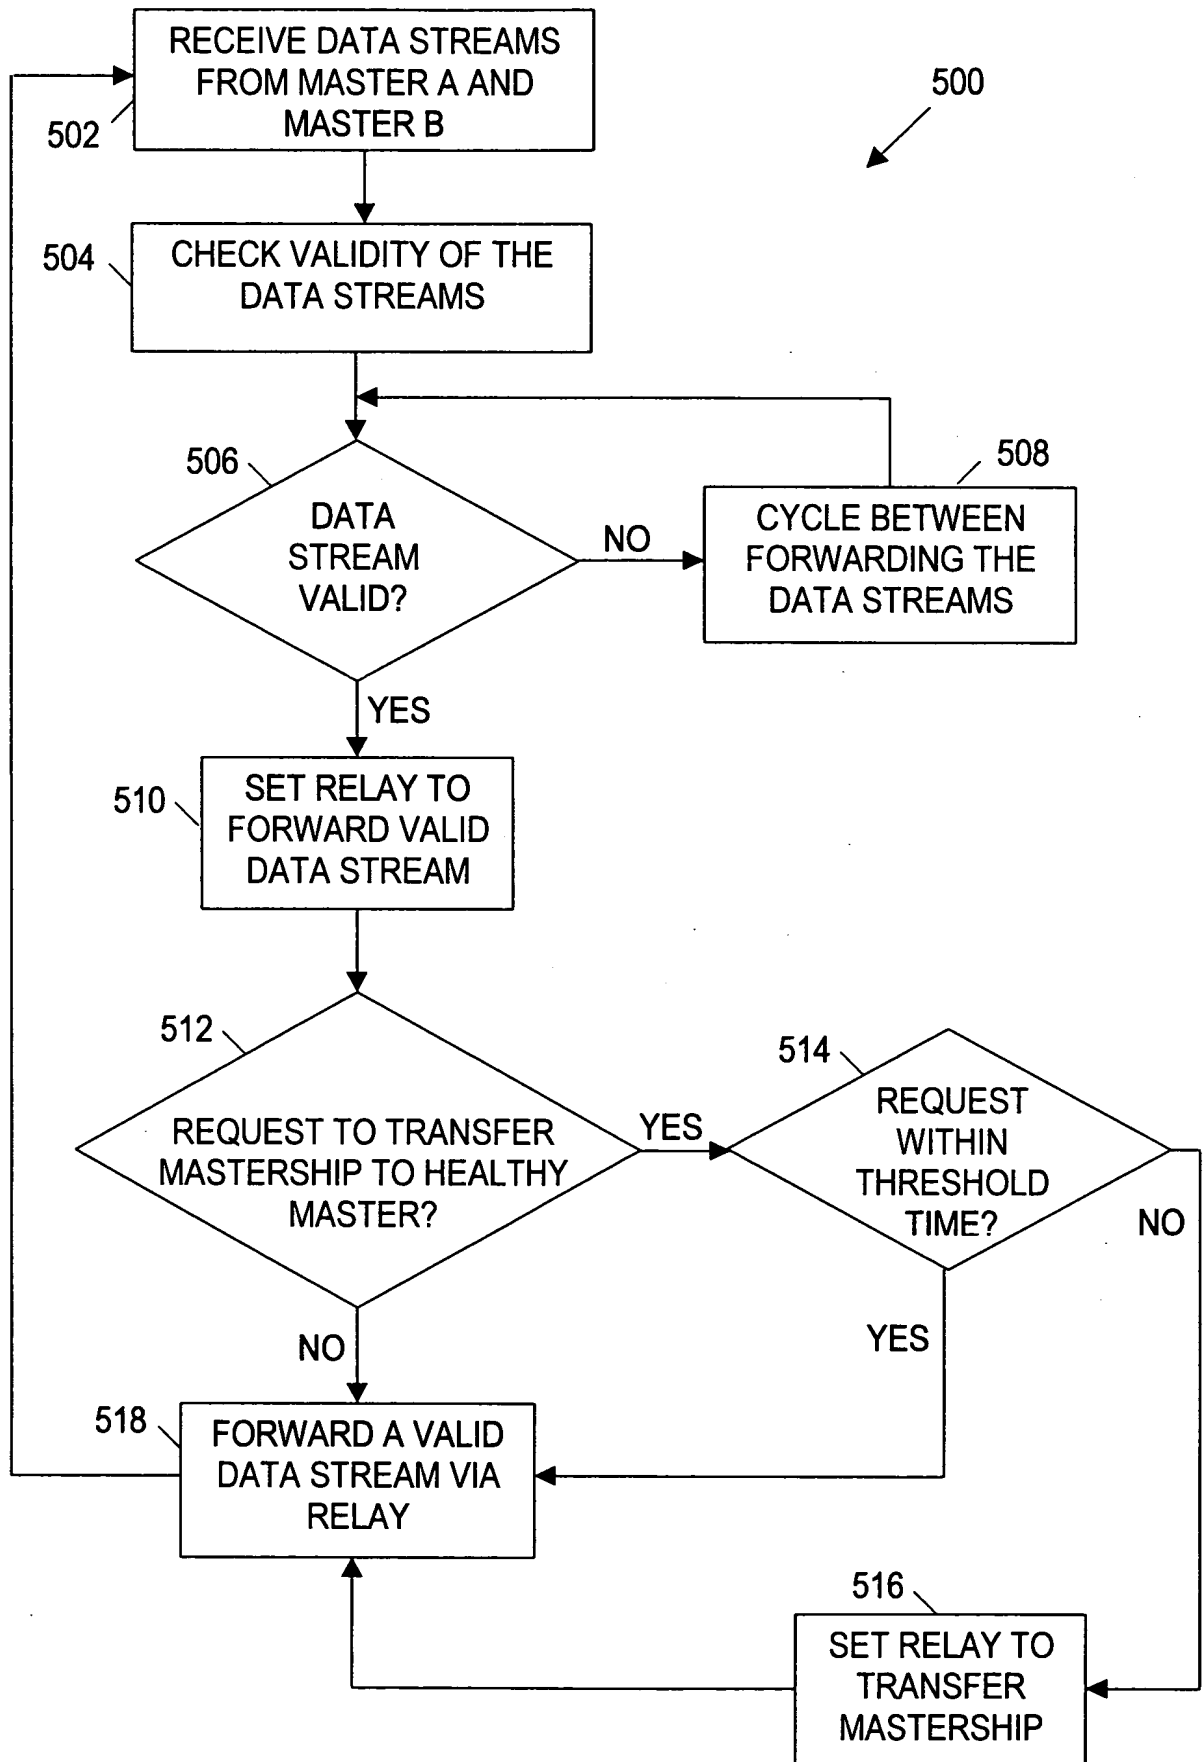 RECEIVE DATA STREAMS
FROM MASTER A AND
MASTER B
502
500
504
CHECK VALIDITY OF THE
DATA STREAMS
506
DATA
STREAM
VALID?
NO
508
CYCLE BETWEEN
FORWARDING THE
DATA STREAMS
YES
510
SET RELAY TO
FORWARD VALID
DATA STREAM
512
REQUEST TO TRANSFER
MASTERSHIP TO HEALTHY
MASTER?
YES
514
REQUEST
WITHIN
THRESHOLD
TIME?
NO
YES
NO
518
FORWARD A VALID
DATA STREAM VIA
RELAY
516
SET RELAY TO
TRANSFER
MASTERSHIP